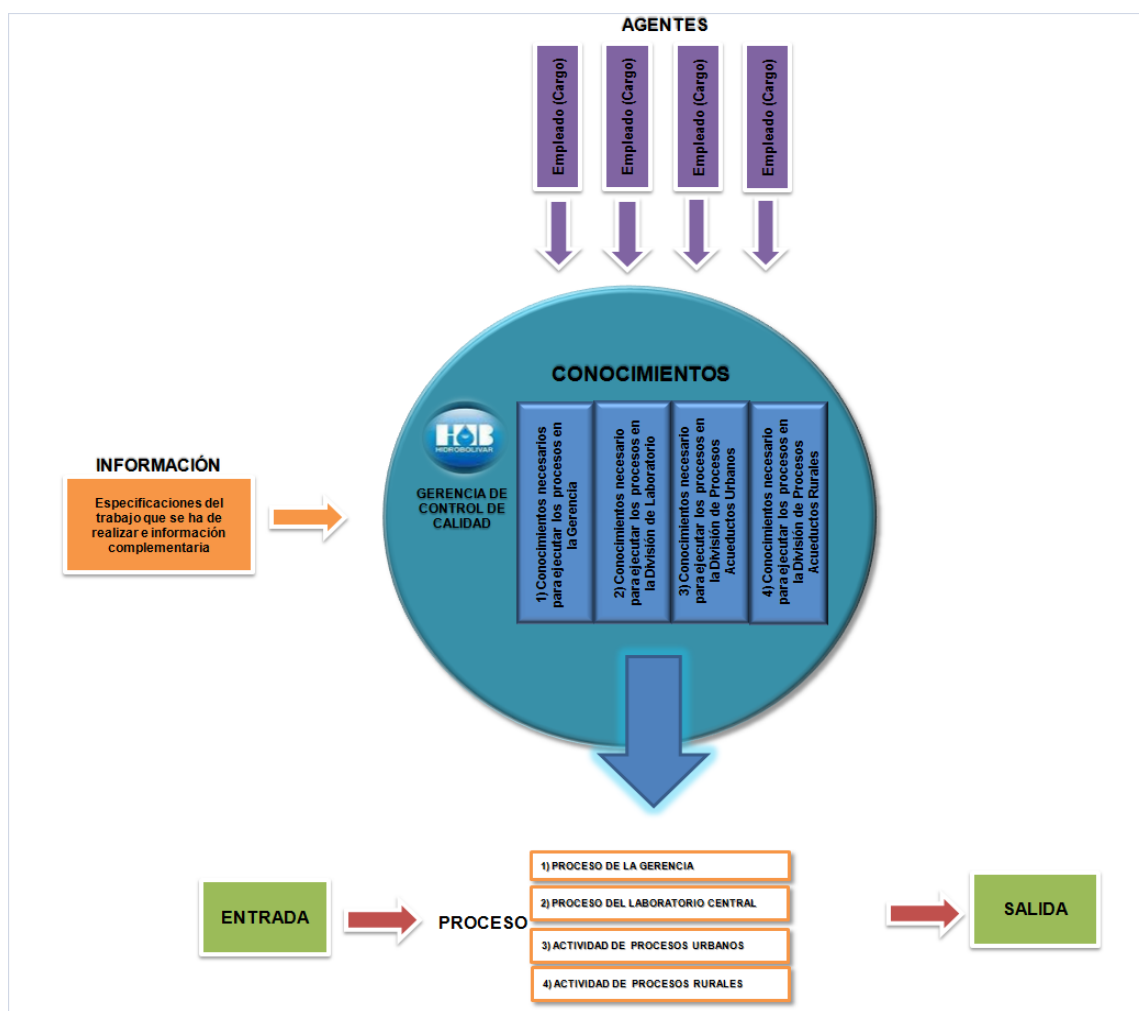 AGENTES
Empleado (Cargo)
Empleado (Cargo)
Empleado (Cargo)
Empleado (Cargo)
CONOCIMIENTOS
HB
HIDROBOLIVAR
GERENCIA DE
CONTROL DE
CALIDAD
1) Conocimientos necesarios
para ejecutar los procesos en
la Gerencia
2) Conocimientos necesario
para ejecutar los procesos en
la División de Laboratorio
3) Conocimientos necesario
para ejecutar los procesos en
la División de Procesos
Acueductos Urbanos
4) Conocimientos necesario
para ejecutar los procesos en
la División de Procesos
Acueductos Rurales
INFORMACIÓN
Especificaciones del
trabajo que se ha de
realizar e información
complementaria
ENTRADA
PROCESO
1) PROCESO DE LA GERENCIA
2) PROCESO DEL LABORATORIO CENTRAL
3) ACTIVIDAD DE PROCESOS URBANOS
4) ACTIVIDAD DE PROCESOS RURALES
SALIDA